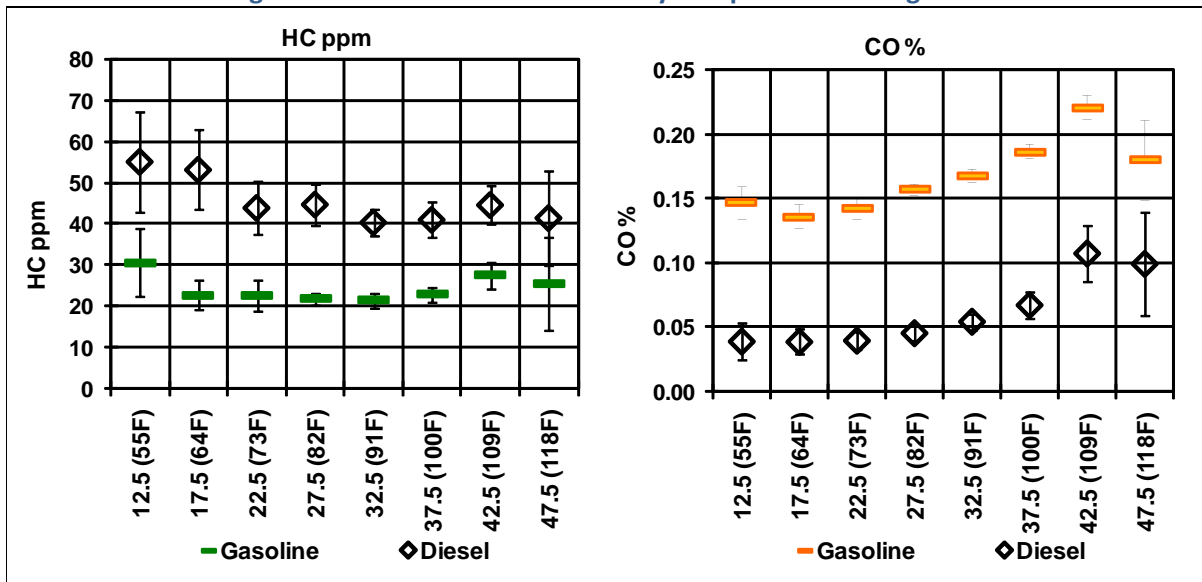 HC ppm
80
70
60
50
40
30
20
10
0
HC ppm
12.5 (55F)
17.5 (64F)
22.5 (73F)
27.5 (82F)
32.5 (91F)
37.5 (100F)
42.5 (109F)
47.5 (118F)
Gasoline
Diesel
CO %
0.25
0.20
0.15
0.10
0.05
0.00
CO %
12.5 (55F)
17.5 (64F)
22.5 (73F)
27.5 (82F)
32.5 (91F)
37.5 (100F)
42.5 (109F)
47.5 (118F)
Gasoline
Diesel